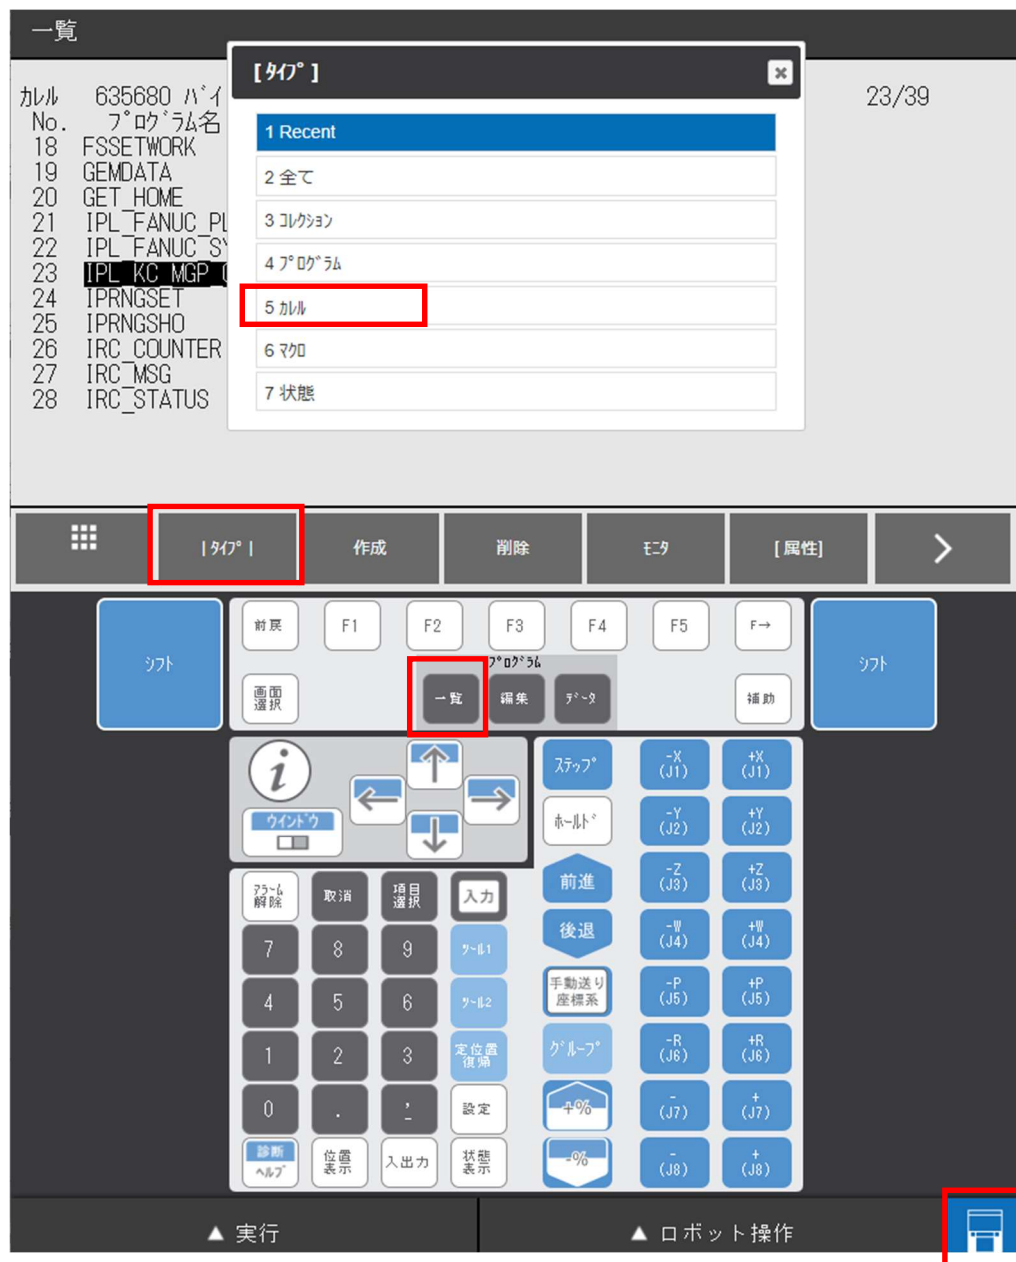 一覧
[ﾀｲﾌﾟ]
ｶﾚﾙ 635680 ﾊﾞｲ
23/39
No. ﾌﾟﾛｸﾞﾗﾑ名
18 FSSETWORK
19 GEMDATA
20 GET_HOME
21 IPL_FANUC_PL
22 IPL_FANUC_SY
23 IPL_KC_MGP_
24 IPRNGSET
25 IPRNGSHO
26 IRC_COUNTER
27 IRC_MSG
28 IRC_STATUS
1 Recent
2 全て
3 ｺﾚｸｼｮﾝ
4 ﾌﾟﾛｸﾞﾗﾑ
5 ｶﾚﾙ
6 ﾏｸﾛ
7 状態
[ﾀｲﾌﾟ] 作成 削除 ﾓﾆﾀ [属性] >
ｼﾌﾄ
前戻 F1 F2 F3 F4 F5 F→
ｼﾌﾄ
ﾌﾟﾛｸﾞﾗﾑ
画面選択 一覧 編集 ﾃﾞｰﾀ 補助
i
ｳｲﾝﾄﾞｳ
ｽﾃｯﾌﾟ -X(J1) +X(J1)
ﾎｰﾙﾄﾞ -Y(J2) +Y(J2)
前進 -Z(J3) +Z(J3)
後退 -W(J4) +W(J4)
手動送り座標系 -P(J5) +P(J5)
ｸﾞﾙｰﾌﾟ -R(J6) +R(J6)
+% -(J7) +(J7)
-% -(J8) +(J8)
ｱﾗｰﾑ解除 取消 項目選択 入力
7 8 9 ﾂｰﾙ1
4 5 6 ﾂｰﾙ2
1 2 3 定位置復帰
0 . , - 設定
診断 ﾍﾙﾌﾟ 位置表示 入出力 状態表示
▲ 実行
▲ ロボット操作